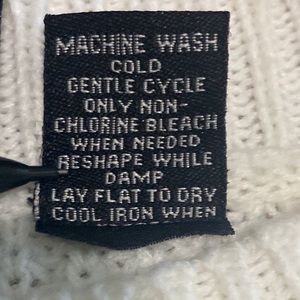 MACHINE WASH
COLD
GENTLE CYCLE
ONLY NON-
CHLORINE BLEACH
WHEN NEEDED
RESHAPE WHILE
DAMP
LAY FLAT TO DRY
COOL IRON WHEN